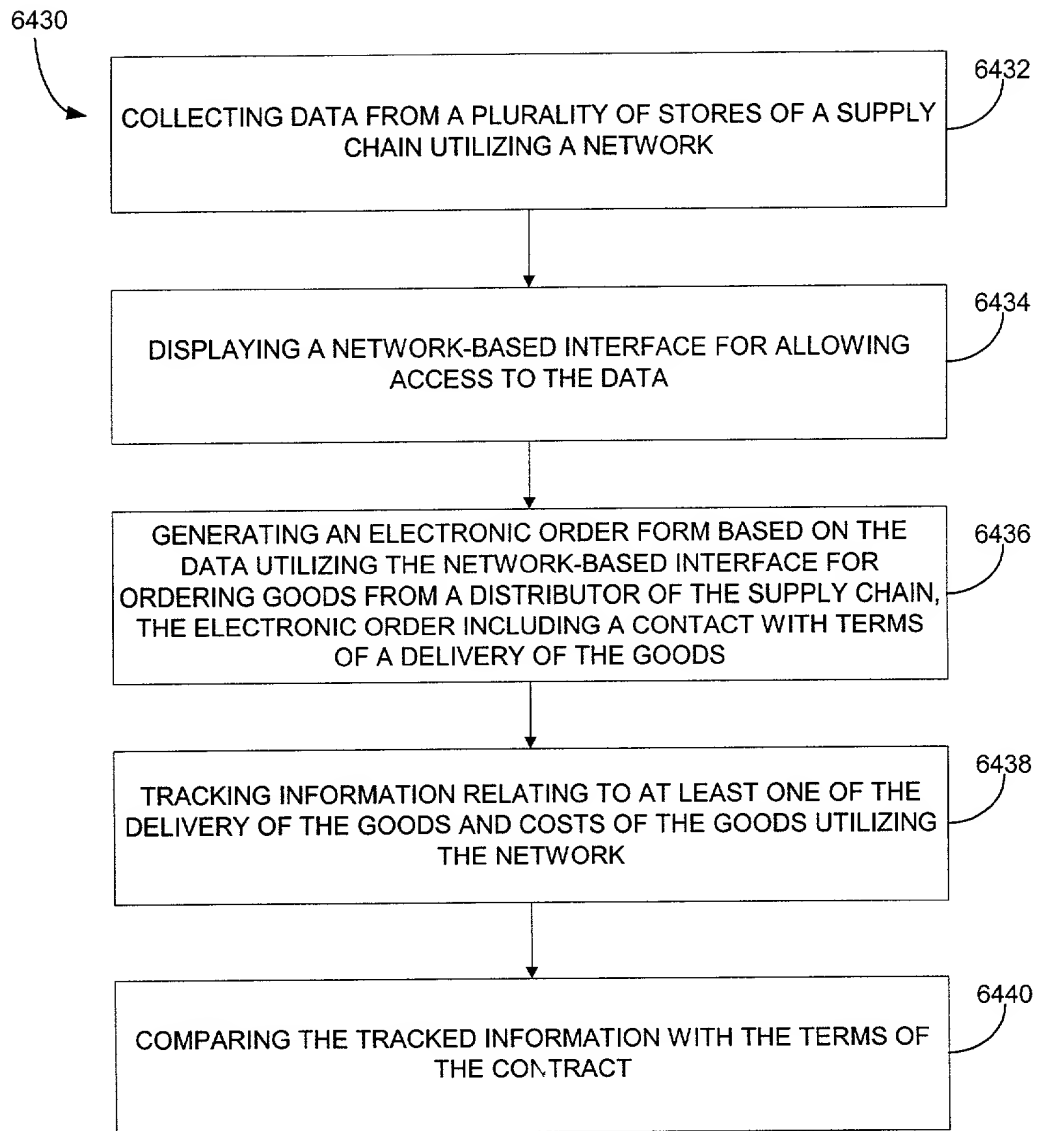 6430
6432
COLLECTING DATA FROM A PLURALITY OF STORES OF A SUPPLY
CHAIN UTILIZING A NETWORK
6434
DISPLAYING A NETWORK-BASED INTERFACE FOR ALLOWING
ACCESS TO THE DATA
6436
GENERATING AN ELECTRONIC ORDER FORM BASED ON THE
DATA UTILIZING THE NETWORK-BASED INTERFACE FOR
ORDERING GOODS FROM A DISTRIBUTOR OF THE SUPPLY CHAIN,
THE ELECTRONIC ORDER INCLUDING A CONTACT WITH TERMS
OF A DELIVERY OF THE GOODS
6438
TRACKING INFORMATION RELATING TO AT LEAST ONE OF THE
DELIVERY OF THE GOODS AND COSTS OF THE GOODS UTILIZING
THE NETWORK
6440
COMPARING THE TRACKED INFORMATION WITH THE TERMS OF
THE CONTRACT